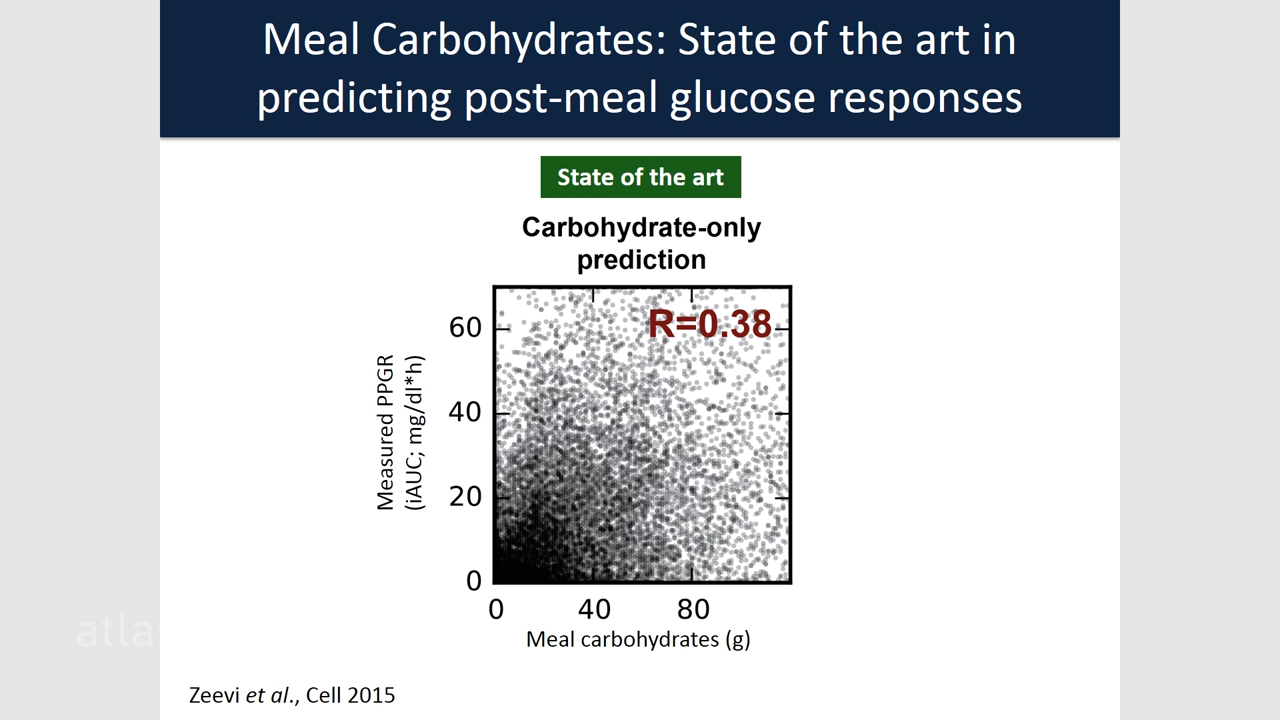 Meal Carbohydrates: State of the art in
predicting post-meal glucose responses
State of the art
Carbohydrate-only
prediction
R=0.38
60
40
20
0
Measured PPGR
(iAUC; mg/dl*h)
0 40 80
Meal carbohydrates (g)
atlas
Zeevi et al., Cell 2015